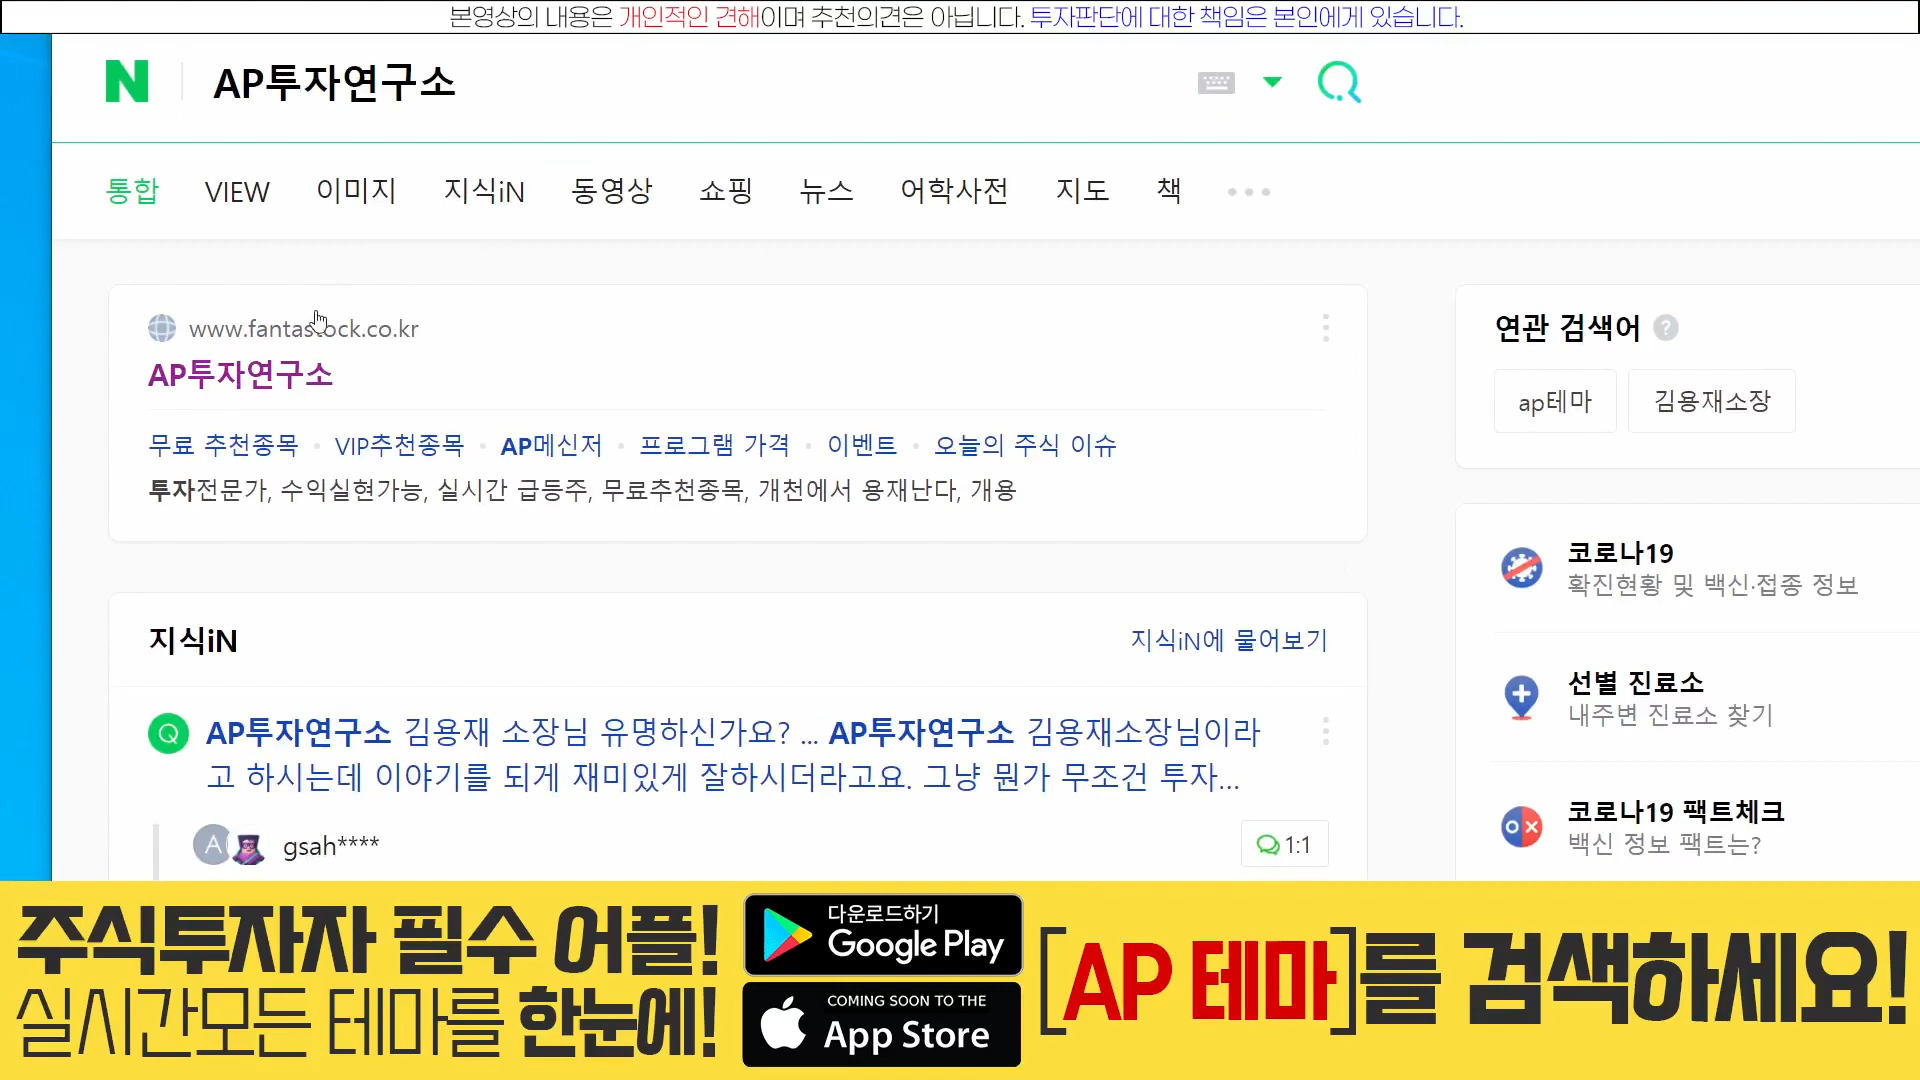 본영상의 내용은 개인적인 견해이며 추천의견은 아닙니다. 투자판단에 대한 책임은 본인에게 있습니다.
N
AP투자연구소
통합 VIEW 이미지 지식iN 동영상 쇼핑 뉴스 어학사전 지도 책
www.fantastock.co.kr
AP투자연구소
무료 추천종목 · VIP추천종목 · AP메신저 · 프로그램 가격 · 이벤트 · 오늘의 주식 이슈
투자전문가, 수익실현가능, 실시간 급등주, 무료추천종목, 개천에서 용재난다, 개용
연관 검색어 ?
ap테마 김용재소장
지식iN 지식iN에 물어보기
Q AP투자연구소 김용재 소장님 유명하신가요? ... AP투자연구소 김용재소장님이라
고 하시는데 이야기를 되게 재미있게 잘하시더라고요. 그냥 뭔가 무조건 투자...
A gsah**** 1:1
코로나19
확진현황 및 백신·접종 정보
선별 진료소
내주변 진료소 찾기
O X 코로나19 팩트체크
백신 정보 팩트는?
주식투자자 필수 어플!
실시간모든 테마를 한눈에!
다운로드하기
Google Play
COMING SOON TO THE
App Store
[AP 테마]를 검색하세요!